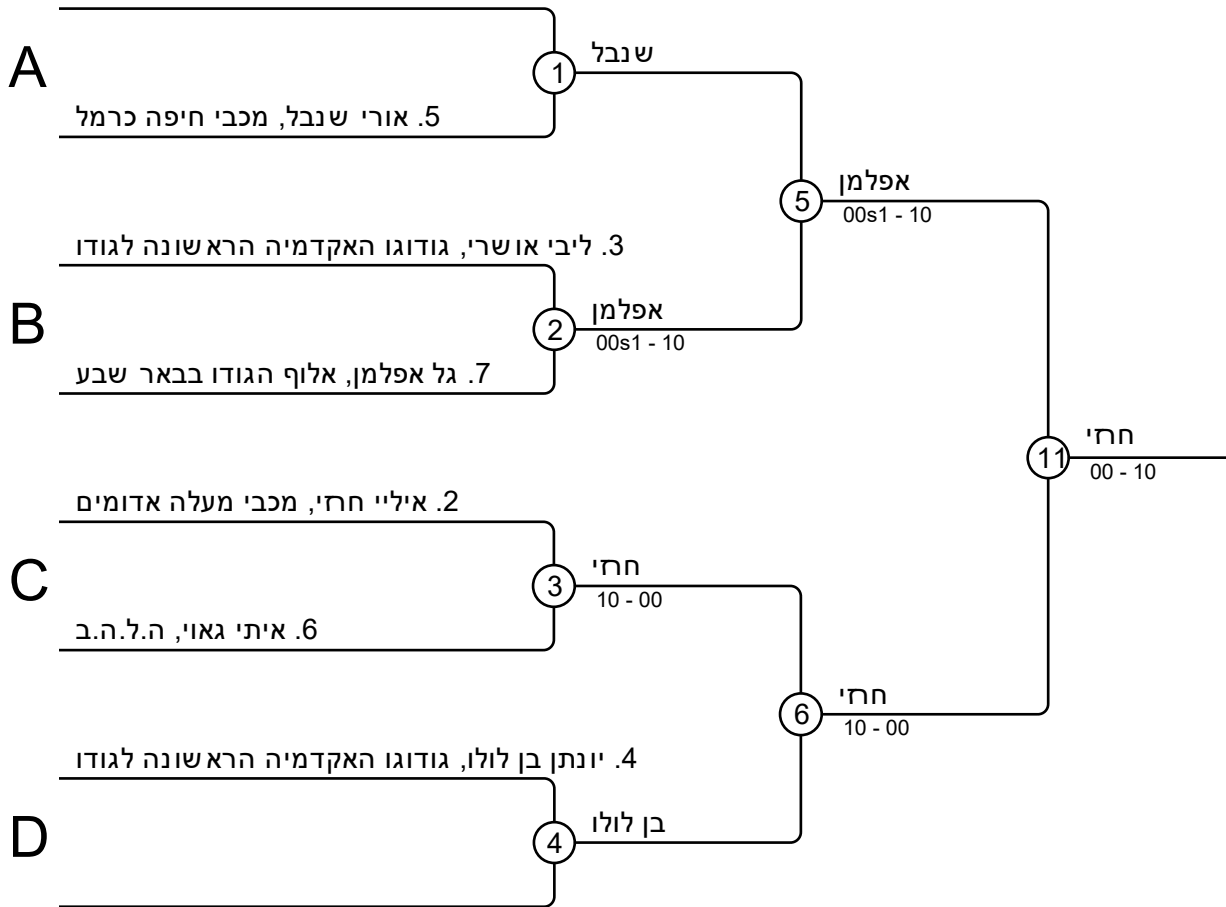 A
1
שנבל
5. אורי שנבל, מכבי חיפה כרמל
5
אפלמן
00s1 - 10
3. ליבי אושרי, גודוגו האקדמיה הראשונה לגודו
B
2
אפלמן
00s1 - 10
7. גל אפלמן, אלוף הגודו בבאר שבע
11
חרזי
00 - 10
2. איליי חרזי, מכבי מעלה אדומים
C
3
חרזי
10 - 00
6. איתי גאוי, ה.ל.ה.ב
6
חרזי
10 - 00
4. יונתן בן לולו, גודוגו האקדמיה הראשונה לגודו
D
4
בן לולו